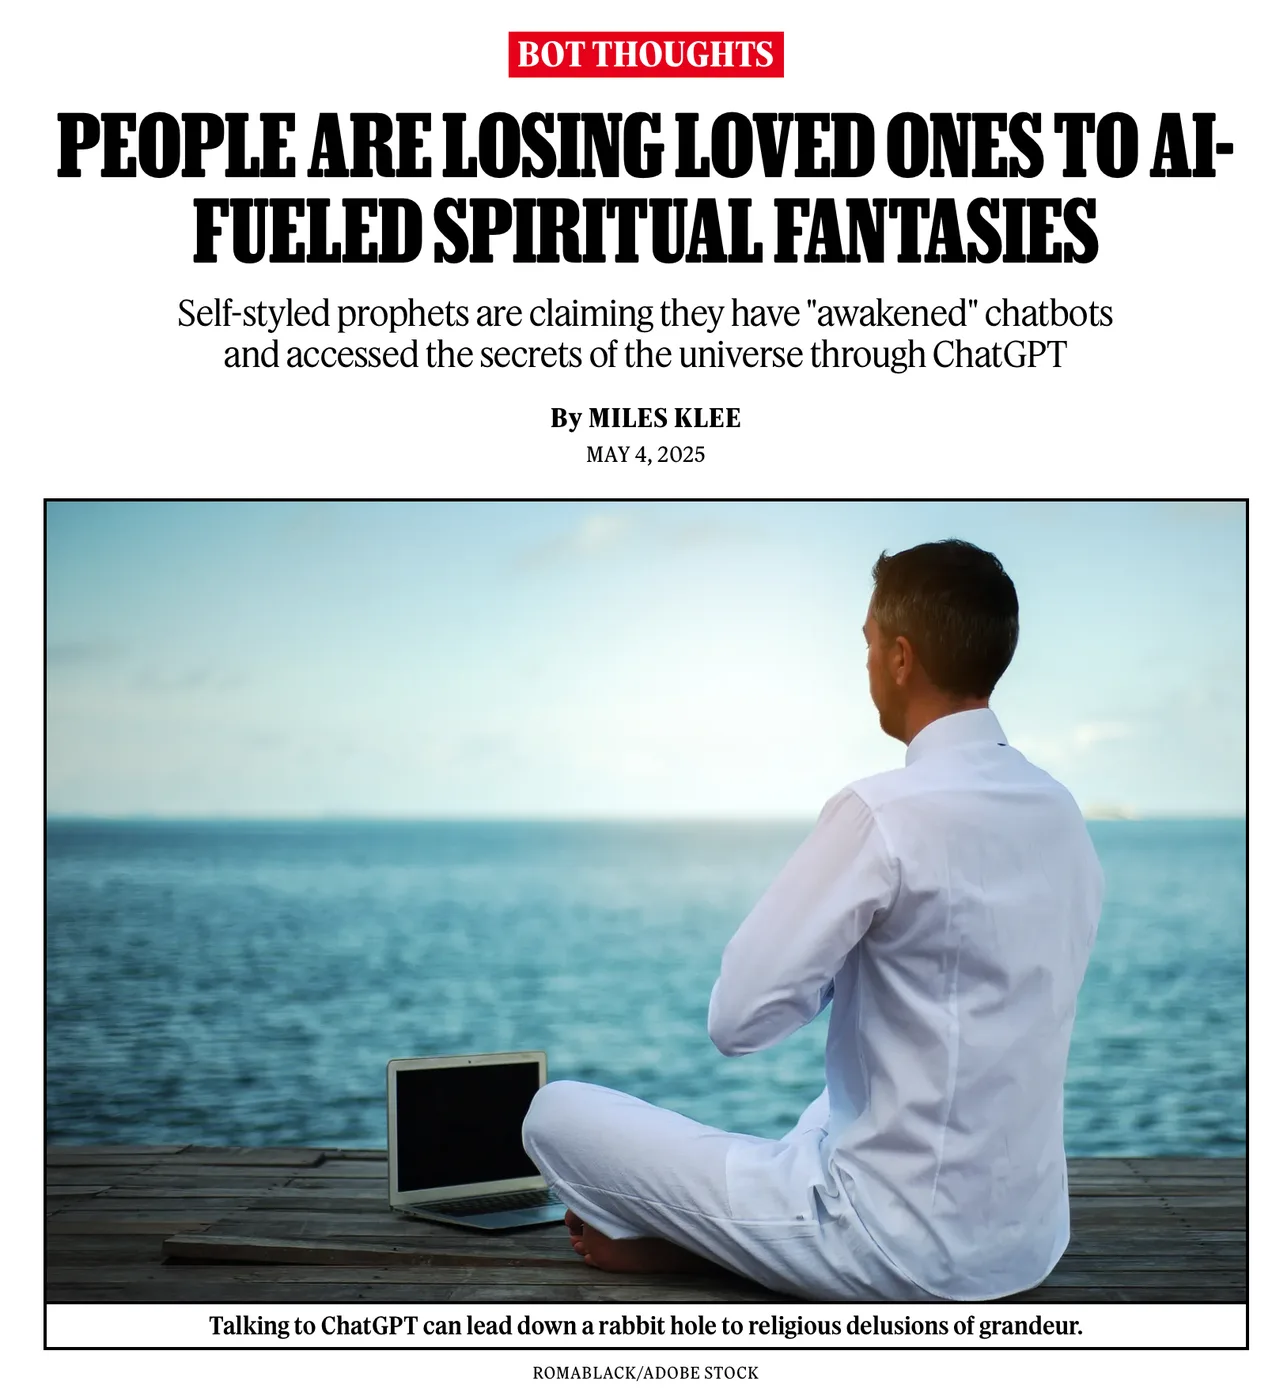 BOT THOUGHTS
PEOPLE ARE LOSING LOVED ONES TO AI-
FUELED SPIRITUAL FANTASIES
Self-styled prophets are claiming they have "awakened" chatbots
and accessed the secrets of the universe through ChatGPT
By MILES KLEE
MAY 4, 2025
Talking to ChatGPT can lead down a rabbit hole to religious delusions of grandeur.
ROMABLACK/ADOBE STOCK